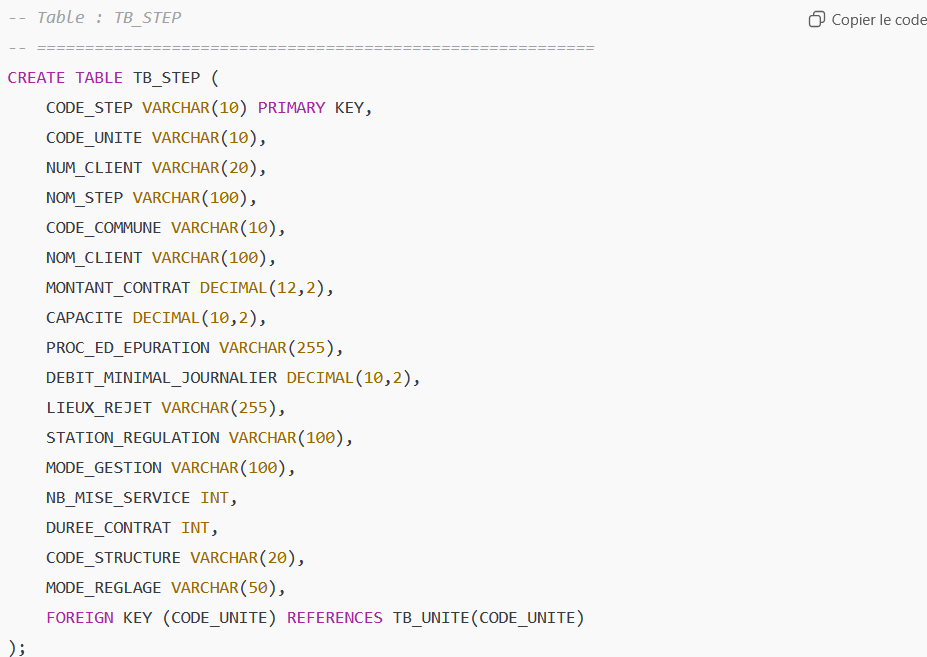 -- Table : TB_STEP
Copier le code
-- ==========================================================
CREATE TABLE TB_STEP (
CODE_STEP VARCHAR(10) PRIMARY KEY,
CODE_UNITE VARCHAR(10),
NUM_CLIENT VARCHAR(20),
NOM_STEP VARCHAR(100),
CODE_COMMUNE VARCHAR(10),
NOM_CLIENT VARCHAR(100),
MONTANT_CONTRAT DECIMAL(12,2),
CAPACITE DECIMAL(10,2),
PROC_ED_EPURATION VARCHAR(255),
DEBIT_MINIMAL_JOURNALIER DECIMAL(10,2),
LIEUX_REJET VARCHAR(255),
STATION_REGULATION VARCHAR(100),
MODE_GESTION VARCHAR(100),
NB_MISE_SERVICE INT,
DUREE_CONTRAT INT,
CODE_STRUCTURE VARCHAR(20),
MODE_REGLAGE VARCHAR(50),
FOREIGN KEY (CODE_UNITE) REFERENCES TB_UNITE(CODE_UNITE)
);